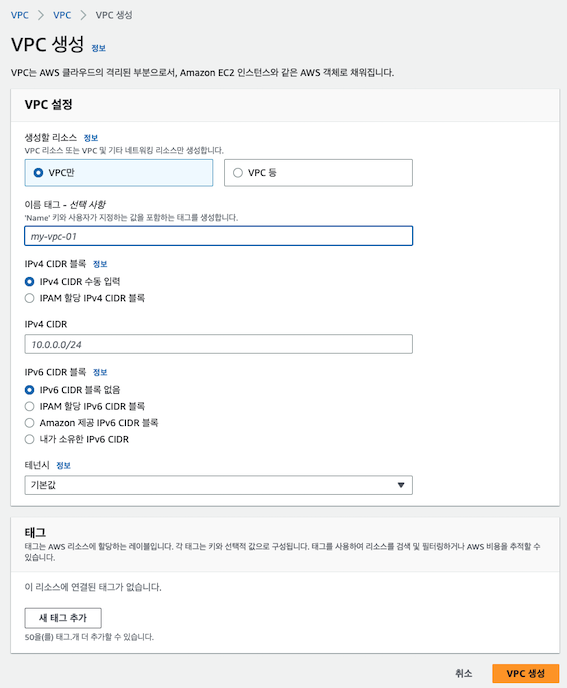 VPC > VPC > VPC 생성
VPC 생성 정보
VPC는 AWS 클라우드의 격리된 부분으로서, Amazon EC2 인스턴스와 같은 AWS 객체로 채워집니다.
VPC 설정
생성할 리소스 정보
VPC 리소스 또는 VPC 및 기타 네트워킹 리소스만 생성합니다.
VPC만 VPC 등
이름 태그 - 선택 사항
'Name' 키와 사용자가 지정하는 값을 포함하는 태그를 생성합니다.
my-vpc-01
IPv4 CIDR 블록 정보
IPv4 CIDR 수동 입력
IPAM 할당 IPv4 CIDR 블록
IPv4 CIDR
10.0.0.0/24
IPv6 CIDR 블록 정보
IPv6 CIDR 블록 없음
IPAM 할당 IPv6 CIDR 블록
Amazon 제공 IPv6 CIDR 블록
내가 소유한 IPv6 CIDR
테넌시 정보
기본값
태그
태그는 AWS 리소스에 할당하는 레이블입니다. 각 태그는 키와 선택적 값으로 구성됩니다. 태그를 사용하여 리소스를 검색 및 필터링하거나 AWS 비용을 추적할 수
있습니다.
이 리소스에 연결된 태그가 없습니다.
새 태그 추가
50을(를) 태그.개 더 추가할 수 있습니다.
취소 VPC 생성